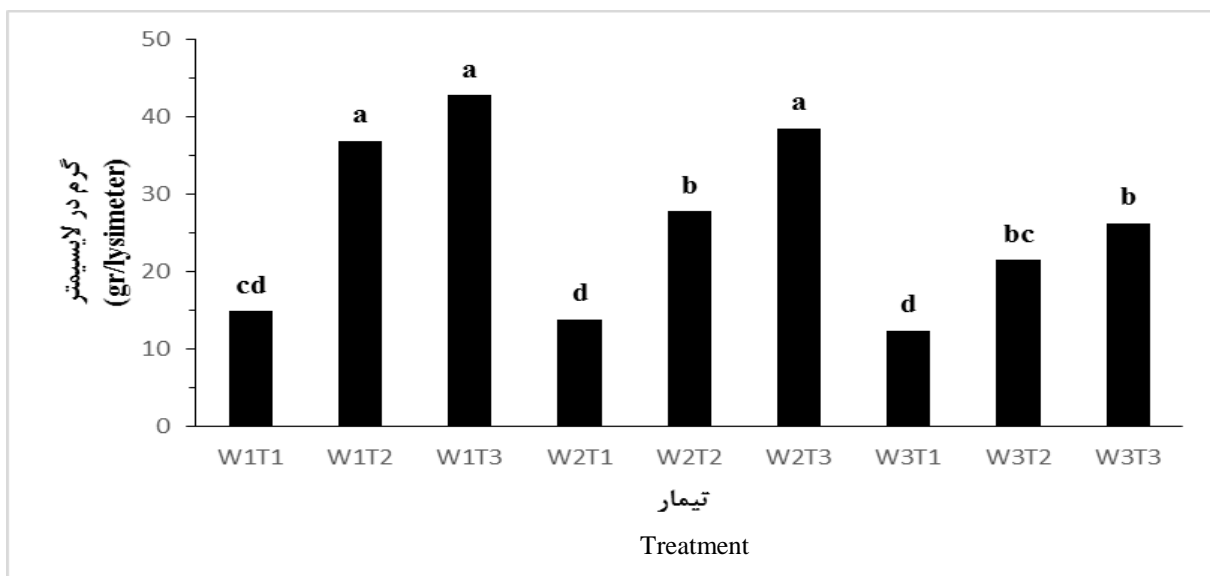 50
40
30
20
10
0
گرم در لایسیمتر
(gr/lysimeter)
cd
a
a
d
b
a
d
bc
b
W1T1 W1T2 W1T3 W2T1 W2T2 W2T3 W3T1 W3T2 W3T3
تیمار
Treatment